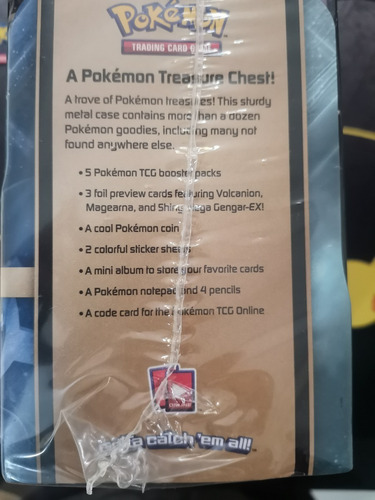 Pokémon
TRADING CARD GAME
A Pokémon Treasure Chest!
A trove of Pokémon treasures! This sturdy
metal case contains more than a dozen
Pokémon goodies, including many not
found anywhere else.
• 5 Pokémon TCG booster packs
• 3 foil preview cards featuring Volcanion,
Magearna, and Shiny Mega Gengar-EX!
• A cool Pokémon coin
• 2 colorful sticker sheets
• A mini album to store your favorite cards
• A Pokémon notepad and 4 pencils
• A code card for the Pokémon TCG Online
catch 'em all!